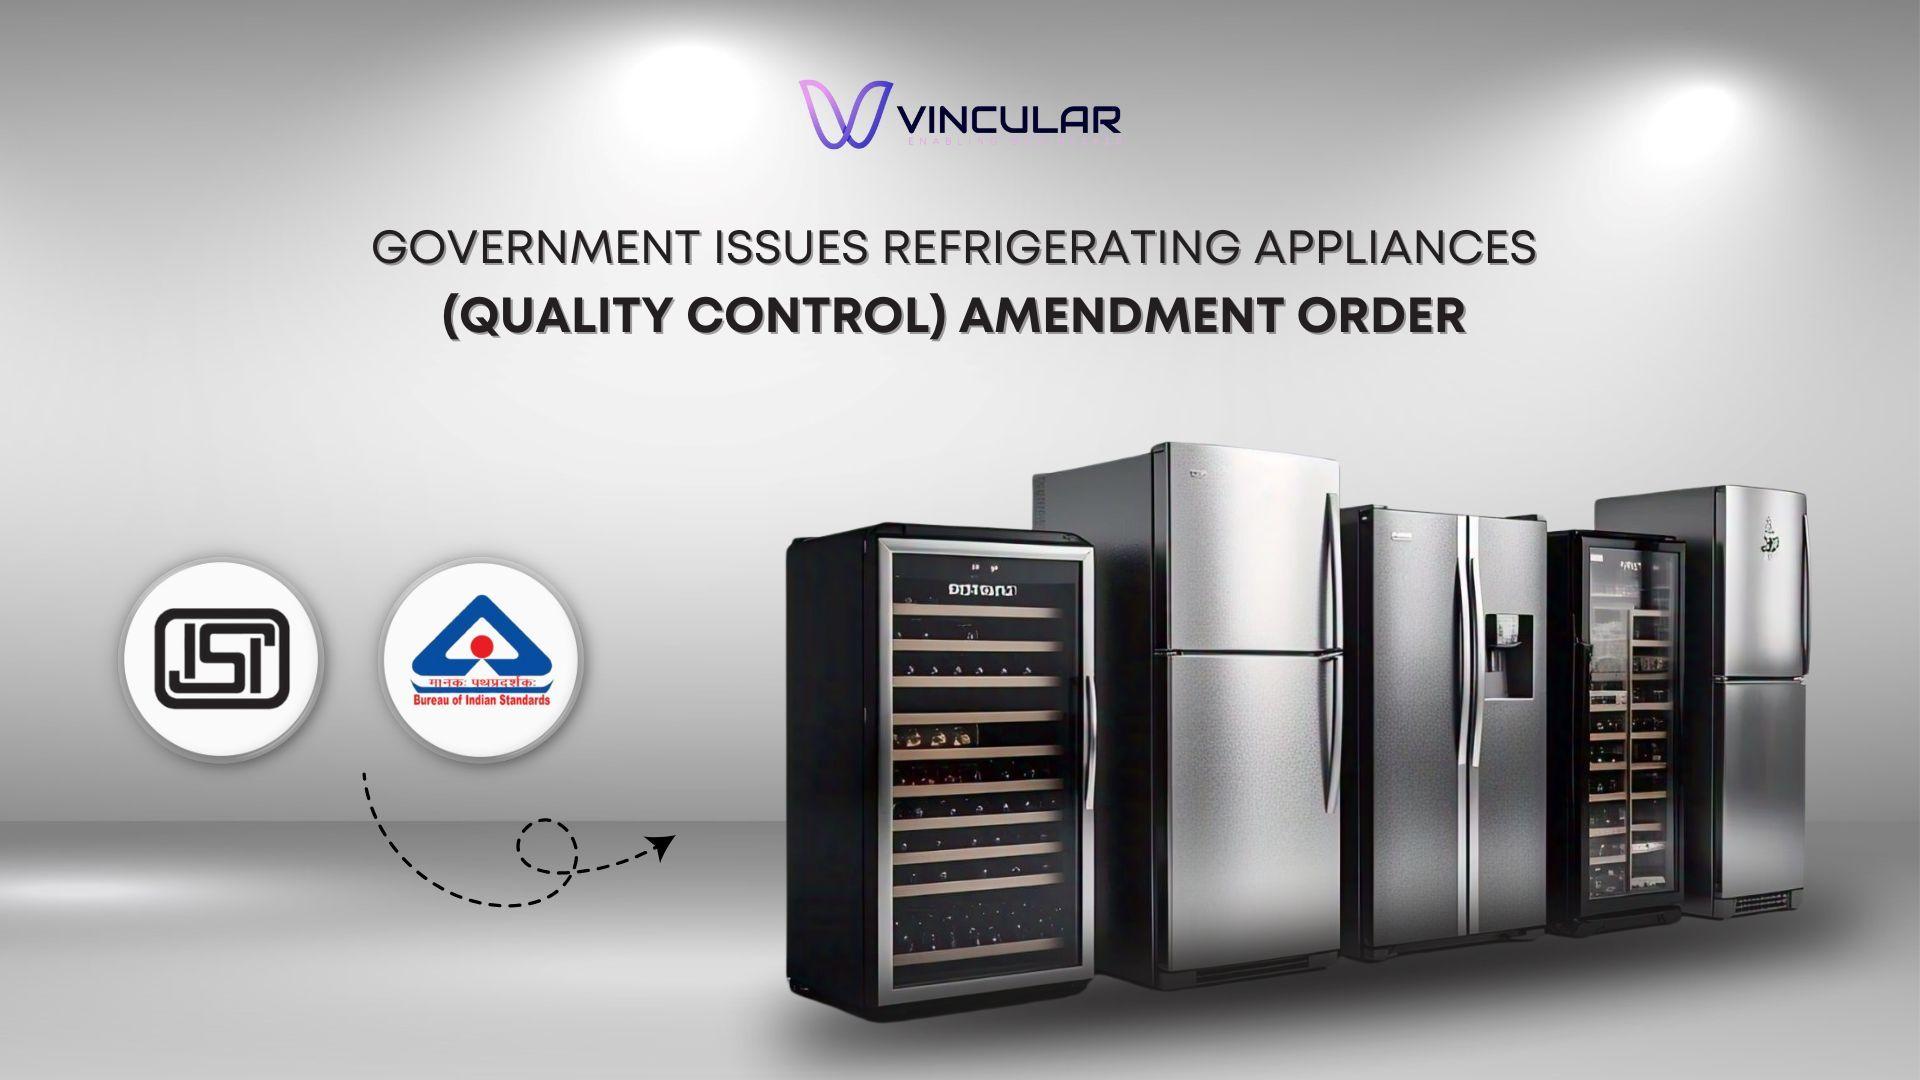 VINCULAR
GOVERNMENT ISSUES REFRIGERATING APPLIANCES
(QUALITY CONTROL) AMENDMENT ORDER
ISI
मानकः पथप्रदर्शकः
Bureau of Indian Standards